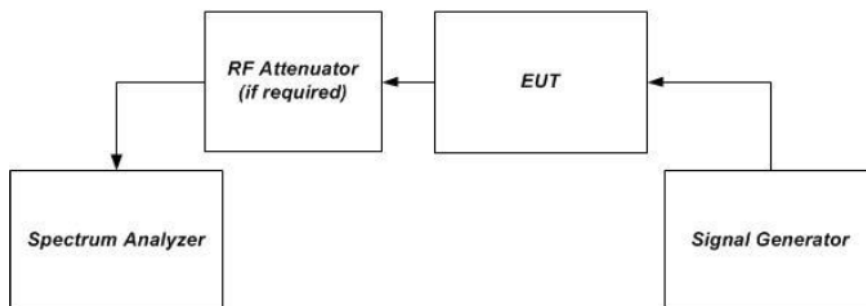 RF Attenuator
(if required)
EUT
Spectrum Analyzer
Signal Generator